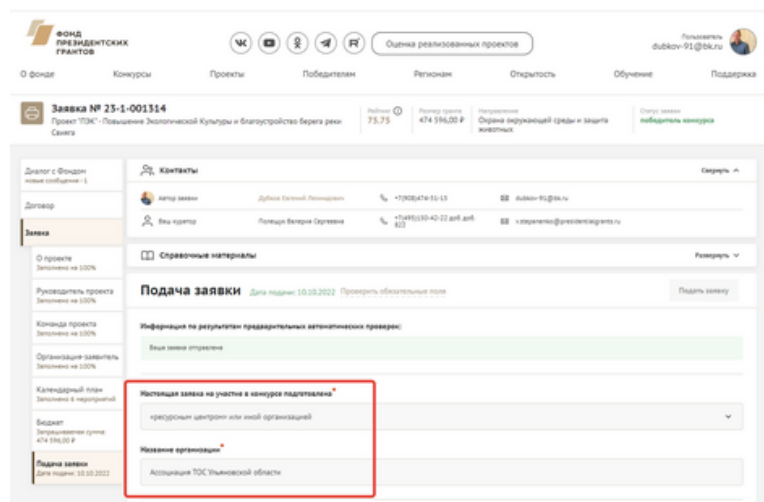 ФОНД
ПРЕЗИДЕНТСКИХ
ГРАНТОВ
Оценка реализованных проектов
Пользователь
dubkov-91@bk.ru
О фонде Конкурсы Проекты Победителям Регионам Открытость Обучение Поддержка
Заявка № 23-1-001314
Проект "ПЭК" - Повышение Экологической Культуры и благоустройство берега реки
Свияга
Рейтинг
73.75
Размер гранта
474 596,00 ₽
Направление
Охрана окружающей среды и защита
животных
Статус заявки
победитель конкурса
Диалог с Фондом
новые сообщения - 1
Договор
Заявка
О проекте
Заполнено на 100%
Руководитель проекта
Заполнено на 100%
Команда проекта
Заполнено на 100%
Организация-заявитель
Заполнено на 100%
Календарный план
Заполнено 6 мероприятий
Бюджет
Запрашиваемая сумма:
474 596,00 ₽
Подача заявки
Дата подачи: 10.10.2022
Контакты Свернуть
Автор заявки Дубков Евгений Леонидович +7(908)474-51-15 dubkov-91@bk.ru
Ваш куратор Полещук Валерия Сергеевна
Справочные материалы Развернуть
Подача заявки Дата подачи: 10.10.2022 Проверить обязательные поля Подать заявку
Информация по результатам предварительных автоматических проверок:
Ваша заявка отправлена
Настоящая заявка на участие в конкурсе подготовлена*
«ресурсным центром» или иной организацией
Название организации*
Ассоциация ТОС Ульяновской области